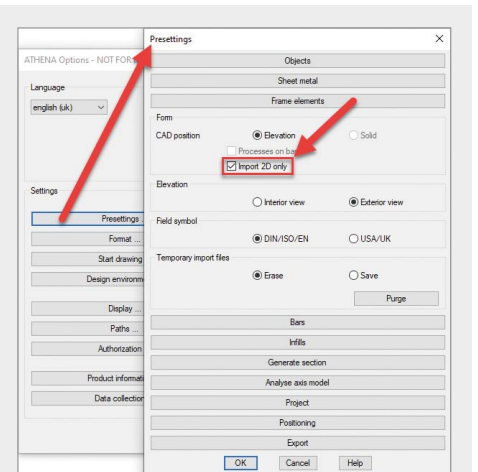 Presettings
ATHENA Options - NOT FOR
Language
english (uk)
Settings
Presettings ...
Format ...
Start drawing
Design environm
Display ...
Paths ...
Authorization
Product informati
Data collection
Objects
Sheet metal
Frame elements
Form
CAD position
Elevation
Solid
Processes on ba
Import 2D only
Elevation
Interior view
Exterior view
Field symbol
DIN/ISO/EN
USA/UK
Temporary import files
Erase
Save
Purge
Bars
Infills
Generate section
Analyse axis model
Project
Positioning
Export
OK
Cancel
Help